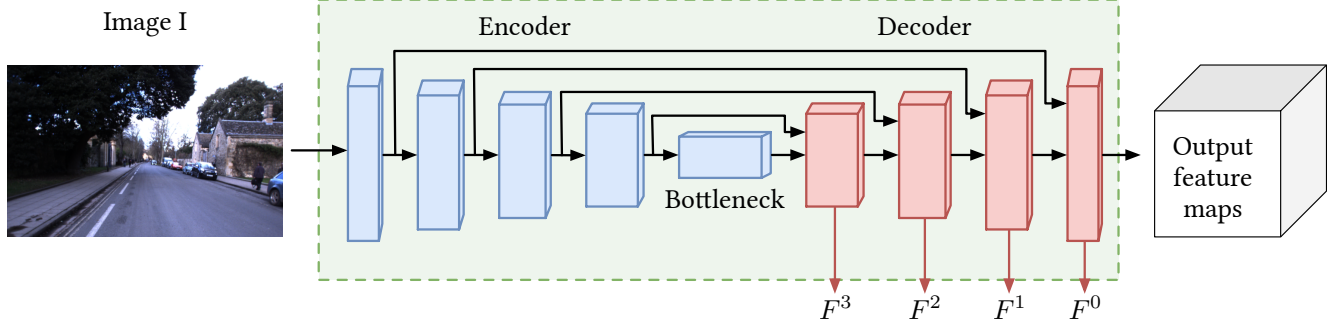 Image I
Encoder
Decoder
Bottleneck
Output
feature
maps
F³
F²
F¹
F⁰